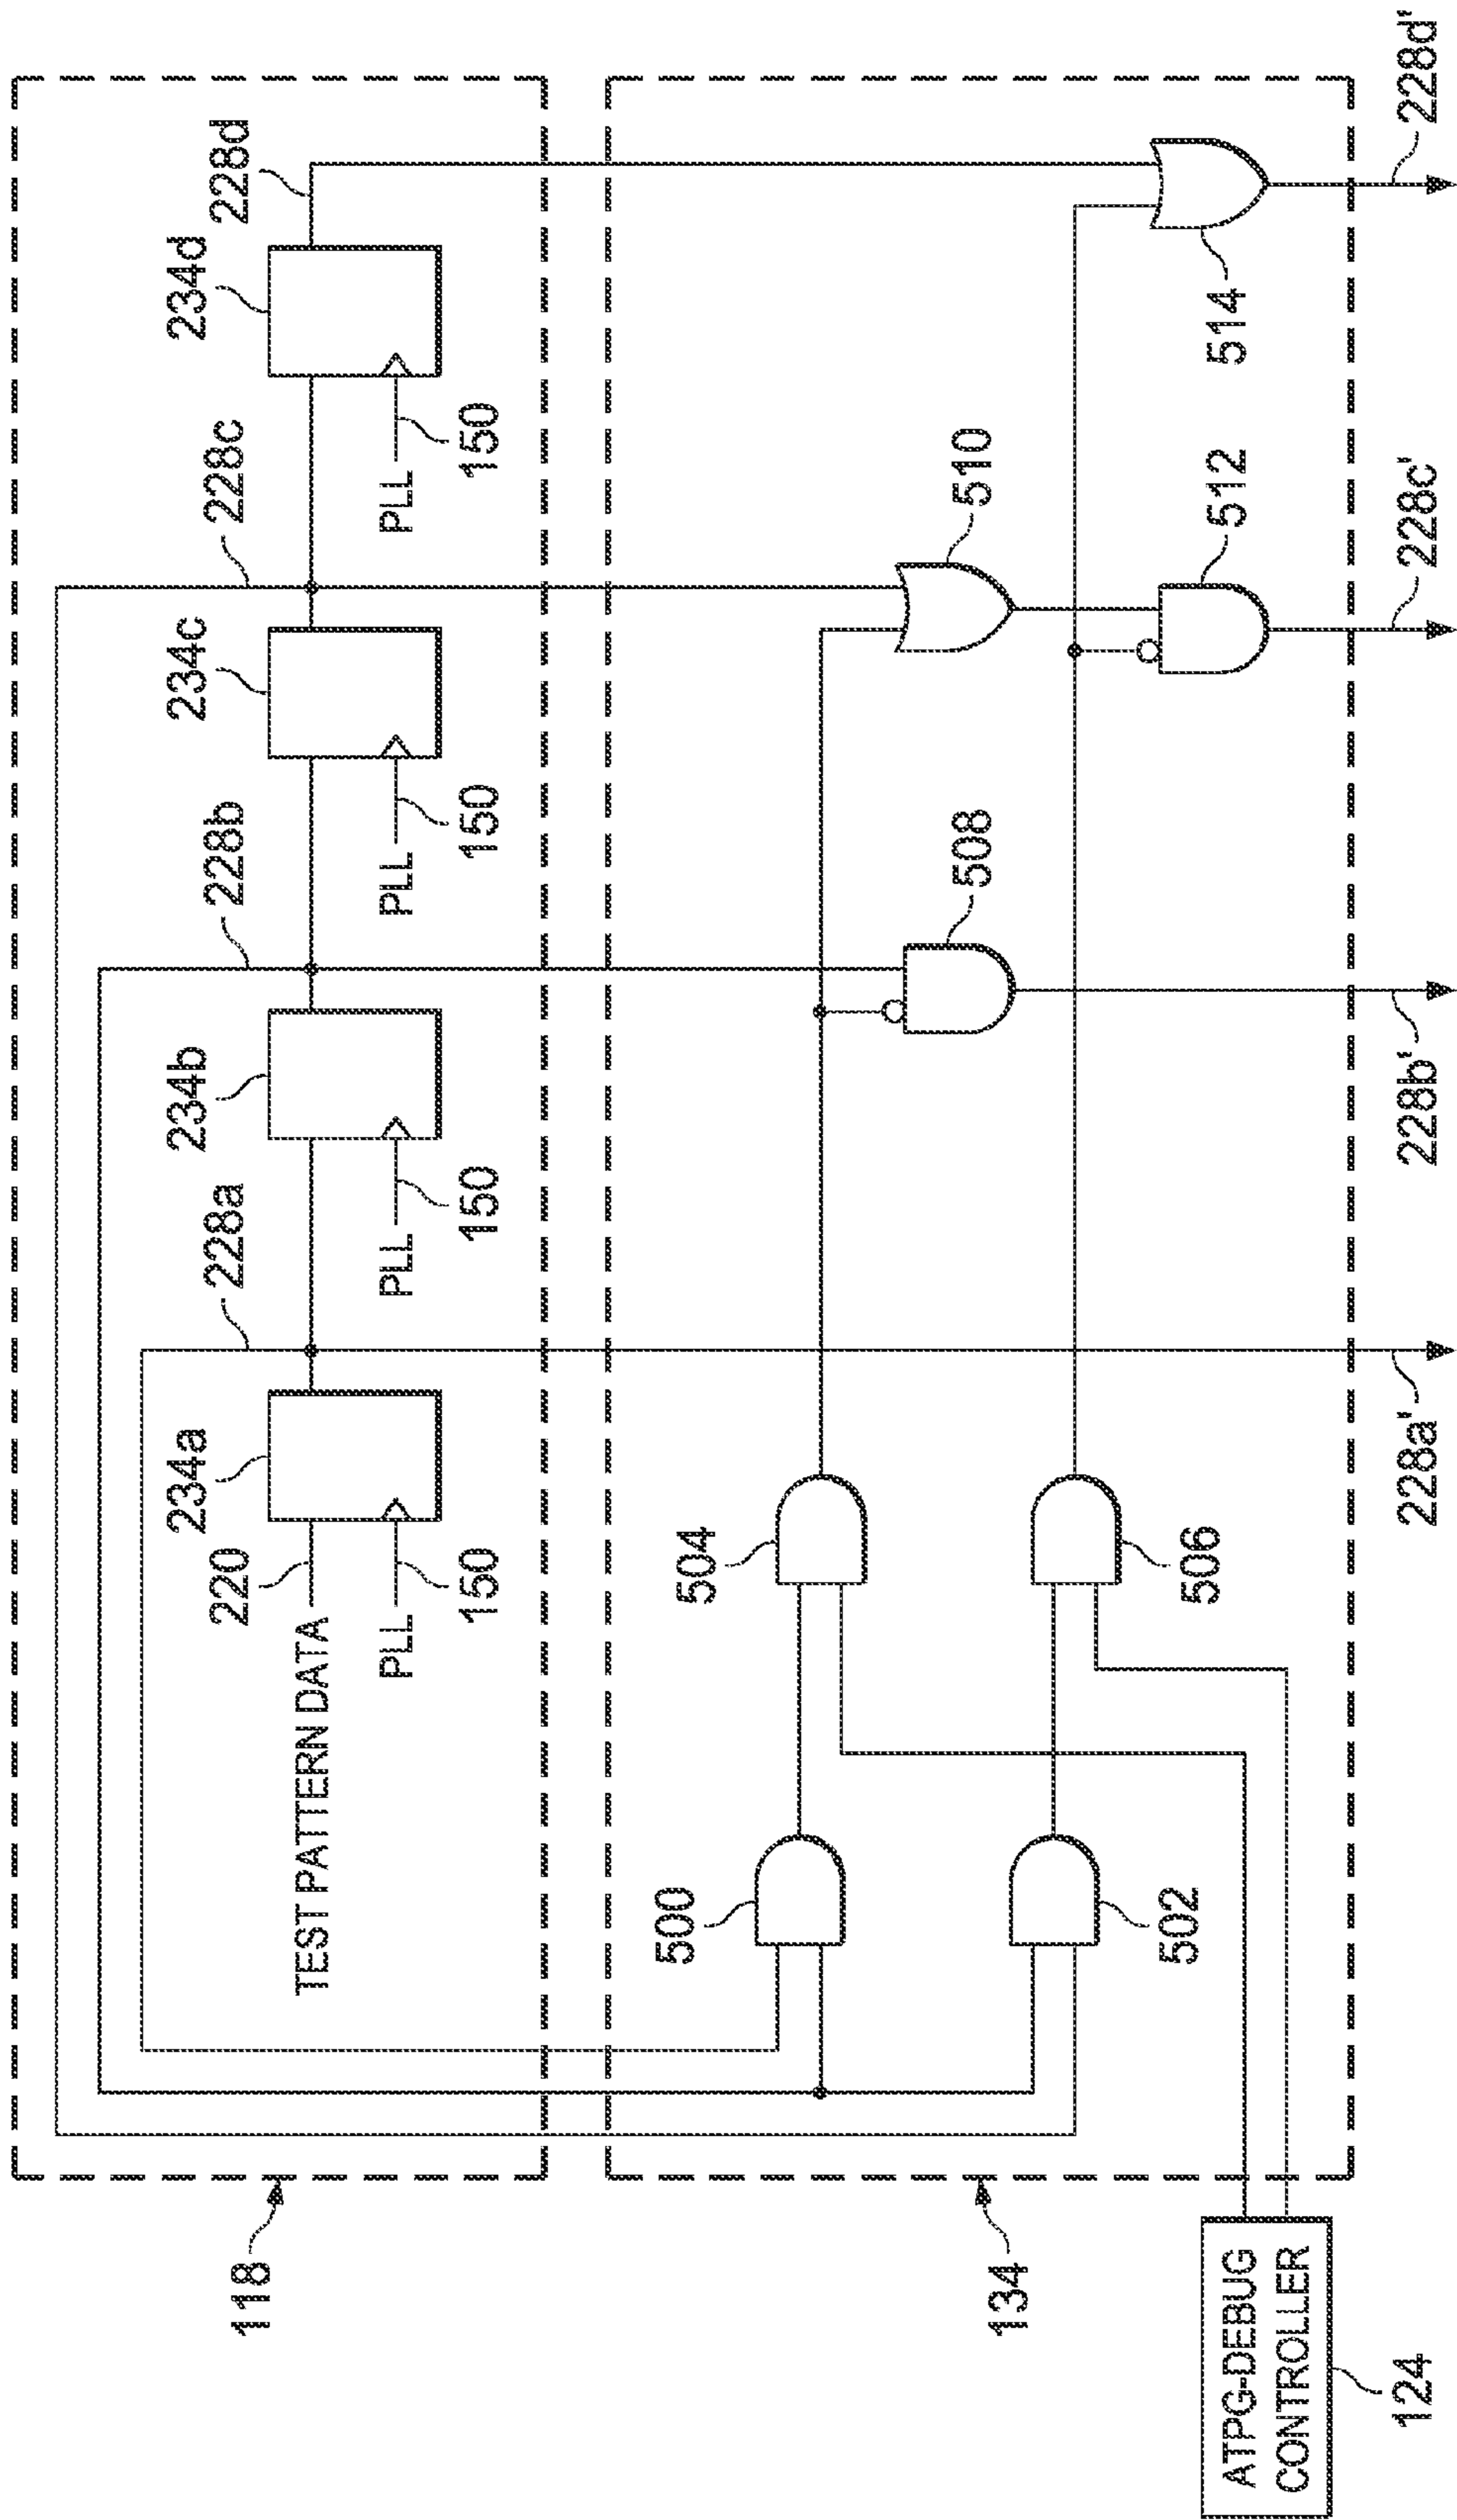 118
220
TEST PATTERN DATA
PLL
150
234a
228a
PLL
150
234b
228b
PLL
150
234c
228c
PLL
150
234d
228d
134
500
502
504
506
508
510
512
514
ATPG-DEBUG
CONTROLLER
124
228a'
228b'
228c'
228d'